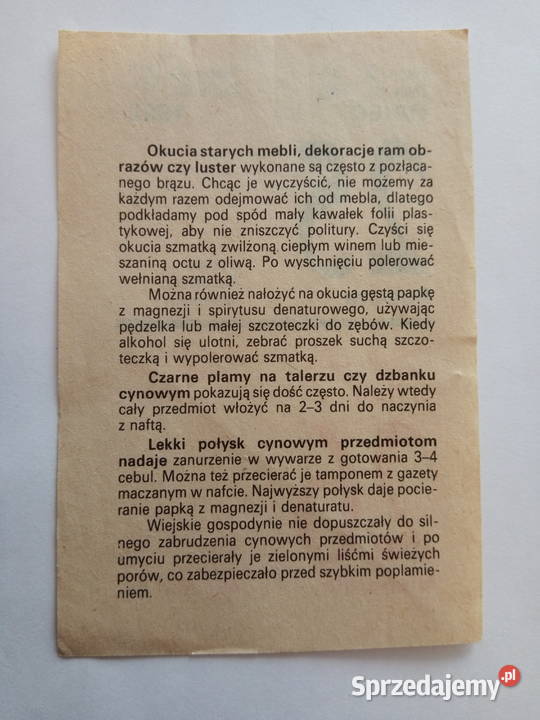 Okucia starych mebli, dekoracje ram ob-
razów czy luster wykonane są często z pozłaca-
nego brązu. Chcąc je wyczyścić, nie możemy za
każdym razem odejmować ich od mebla, dlatego
podkładamy pod spód mały kawałek folii plas-
tykowej, aby nie zniszczyć politury. Czyści się
okucia szmatką zwilżoną ciepłym winem lub mie-
szaniną octu z oliwą. Po wyschnięciu polerować
wełnianą szmatką.
Można również nałożyć na okucia gęstą papkę
z magnezji i spirytusu denaturowego, używając
pędzelka lub małej szczoteczki do zębów. Kiedy
alkohol się ulotni, zebrać proszek suchą szczo-
teczką i wypolerować szmatką.
Czarne plamy na talerzu czy dzbanku
cynowym pokazują się dość często. Należy wtedy
cały przedmiot włożyć na 2–3 dni do naczynia
z naftą.
Lekki połysk cynowym przedmiotom
nadaje zanurzenie w wywarze z gotowania 3–4
cebul. Można też przecierać je tamponem z gazety
maczanym w nafcie. Najwyższy połysk daje pocie-
ranie papką z magnezji i denaturatu.
Wiejskie gospodynie nie dopuszczały do sil-
nego zabrudzenia cynowych przedmiotów i po
umyciu przecierały je zielonymi liśćmi świeżych
porów, co zabezpieczało przed szybkim poplamie-
niem.
Sprzedajemy.pl